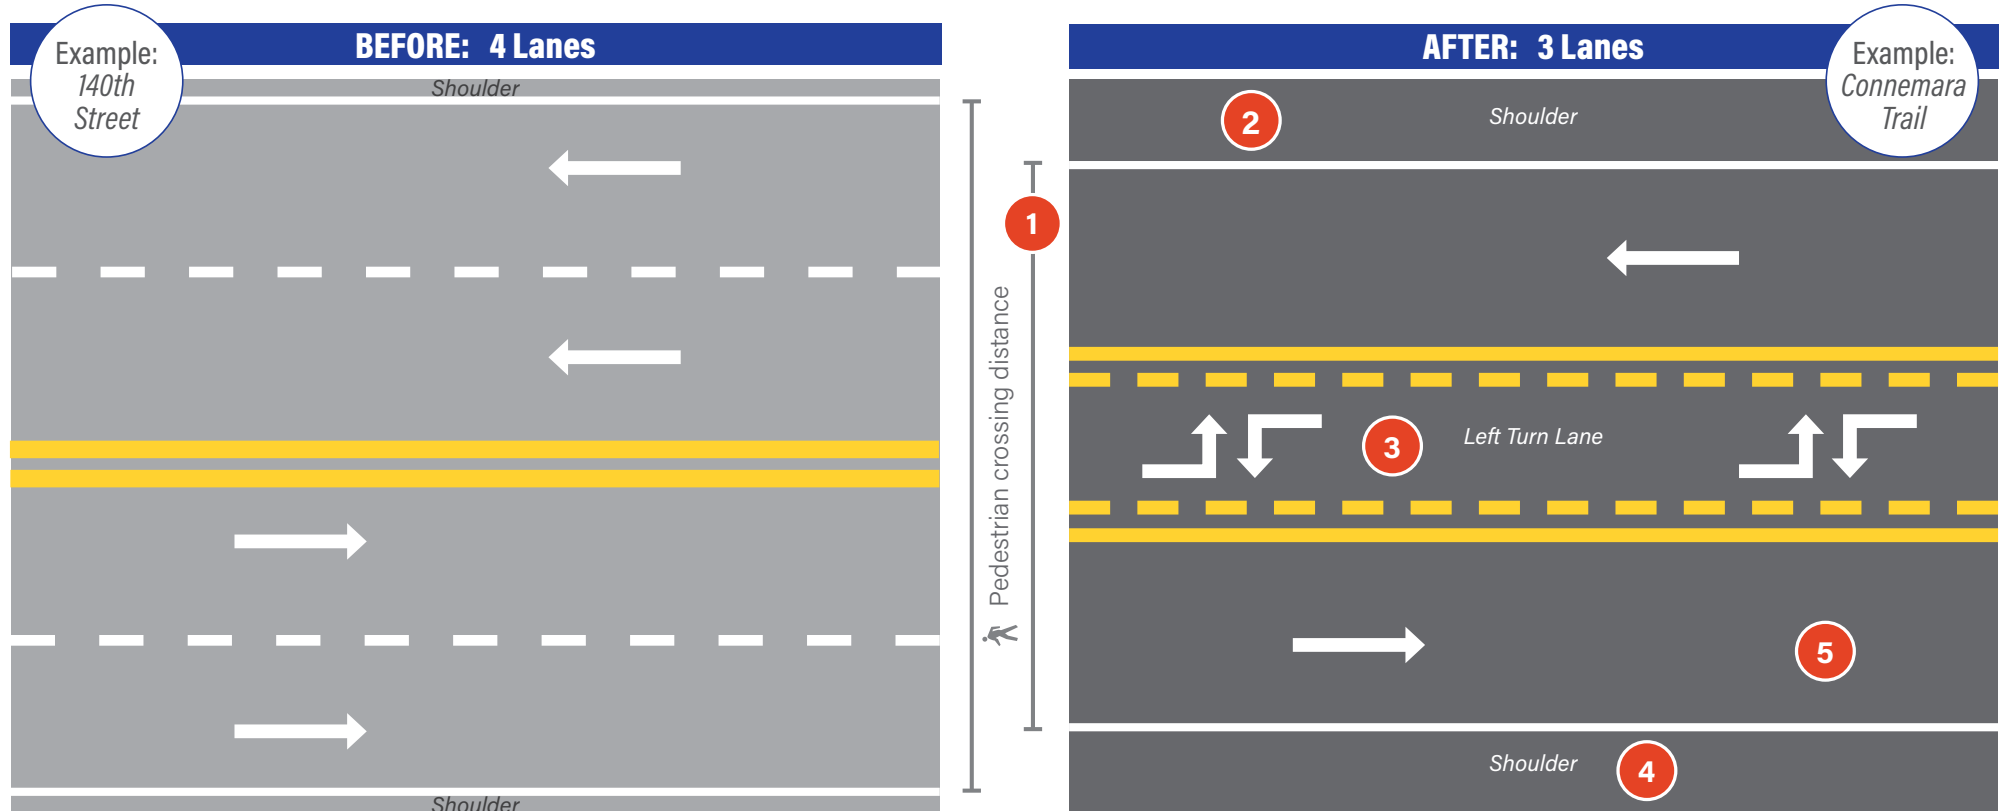 Example:
140th
Street
BEFORE: 4 Lanes
Shoulder
Shoulder
1
Pedestrian crossing distance
AFTER: 3 Lanes
Example:
Connemara
Trail
2
Shoulder
3
Left Turn Lane
5
Shoulder
4